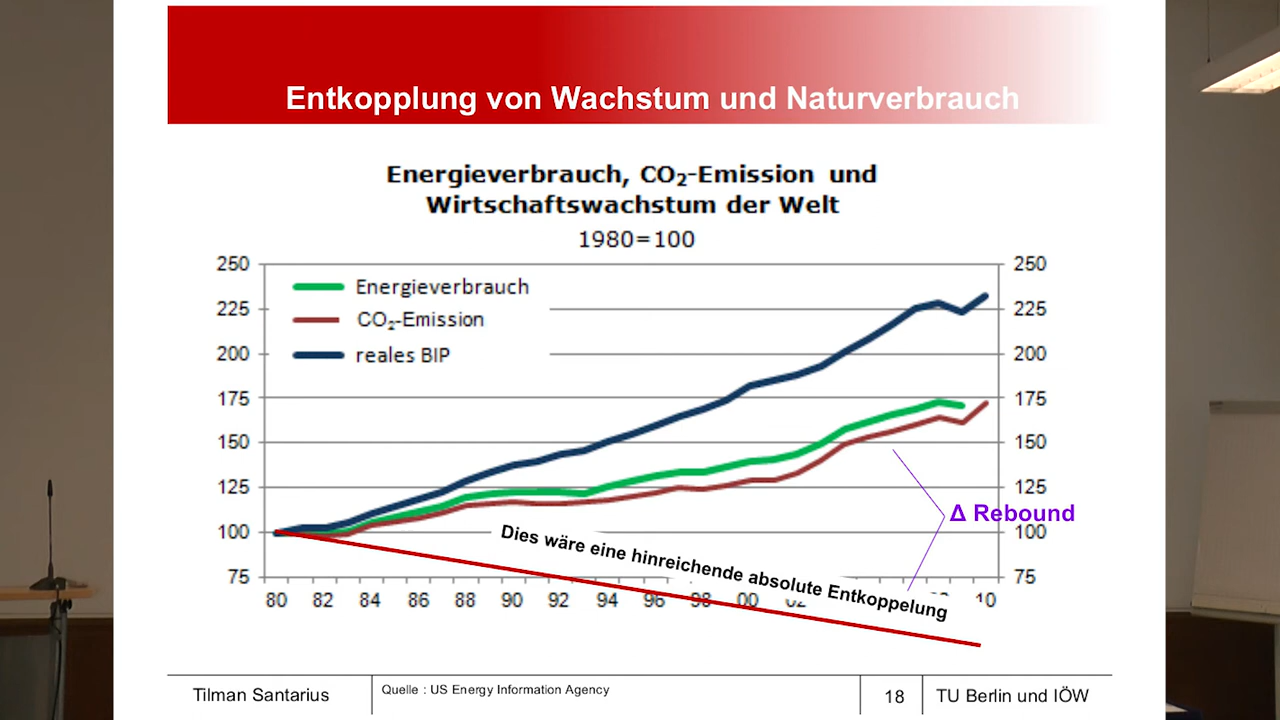 Entkopplung von Wachstum und Naturverbrauch
Energieverbrauch, CO₂-Emission und
Wirtschaftswachstum der Welt
1980=100
250 250
Energieverbrauch
225 225
CO₂-Emission
200 200
reales BIP
175 175
150 150
125 125
Δ Rebound
100 100
Dies wäre eine hinreichende absolute Entkoppelung
75 75
80 82 84 86 88 90 92 94 96 98 00 02 10
Tilman Santarius
Quelle : US Energy Information Agency
18
TU Berlin und IÖW